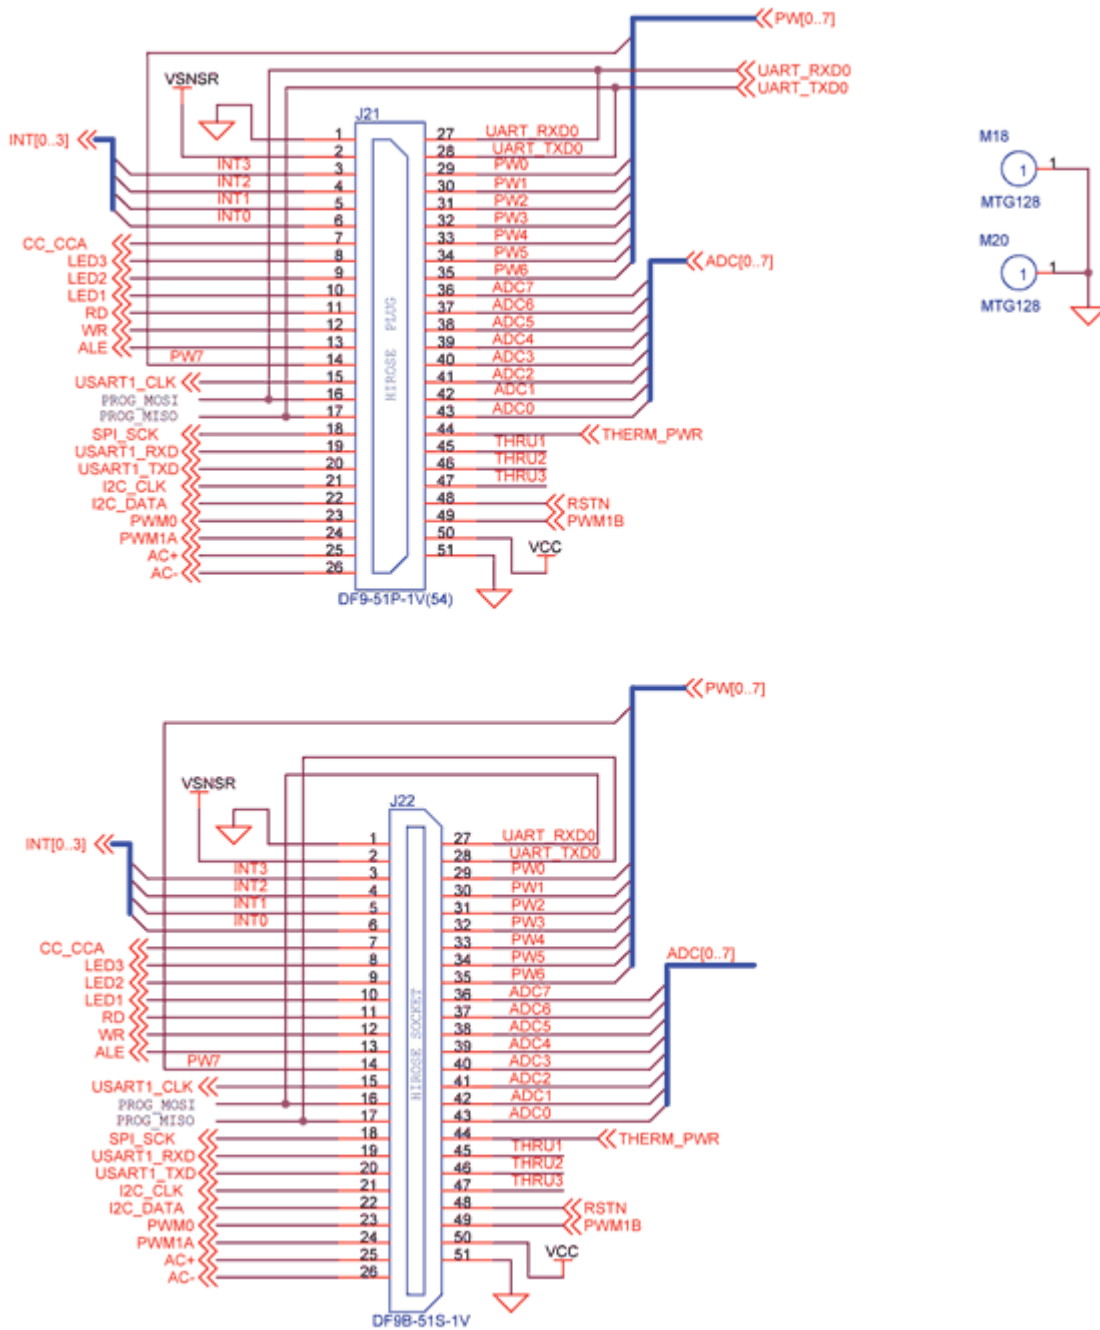 PW[0..7]
UART_RXD0
UART_TXD0
VSNSR
J21
INT[0..3]
1 27 UART_RXD0
2 28 UART_TXD0
INT3 3 29 PW0
INT2 4 30 PW1
INT1 5 31 PW2
INT0 6 32 PW3
CC_CCA 7 33 PW4
LED3 8 34 PW5
LED2 9 35 PW6
LED1 10 36 ADC7
RD 11 37 ADC6
WR 12 38 ADC5
ALE 13 39 ADC4
PW7 14 40 ADC3
USART1_CLK 15 41 ADC2
PROG_MOSI 16 42 ADC1
PROG_MISO 17 43 ADC0
SPI_SCK 18 44 THERM_PWR
USART1_RXD 19 45 THRU1
USART1_TXD 20 46 THRU2
I2C_CLK 21 47 THRU3
I2C_DATA 22 48 RSTN
PWM0 23 49 PWM1B
PWM1A 24 50
AC+ 25 51 VCC
AC- 26
HIROSE PLUG
DF9-51P-1V(54)
ADC[0..7]
M18
1 1
MTG128
M20
1 1
MTG128
PW[0..7]
VSNSR
J22
INT[0..3]
1 27 UART_RXD0
2 28 UART_TXD0
INT3 3 29 PW0
INT2 4 30 PW1
INT1 5 31 PW2
INT0 6 32 PW3
CC_CCA 7 33 PW4
LED3 8 34 PW5
LED2 9 35 PW6
LED1 10 36 ADC7
RD 11 37 ADC6
WR 12 38 ADC5
ALE 13 39 ADC4
PW7 14 40 ADC3
USART1_CLK 15 41 ADC2
PROG_MOSI 16 42 ADC1
PROG_MISO 17 43 ADC0
SPI_SCK 18 44 THERM_PWR
USART1_RXD 19 45 THRU1
USART1_TXD 20 46 THRU2
I2C_CLK 21 47 THRU3
I2C_DATA 22 48 RSTN
PWM0 23 49 PWM1B
PWM1A 24 50
AC+ 25 51 VCC
AC- 26
HIROSE SOCKET
DF9B-51S-1V
ADC[0..7]